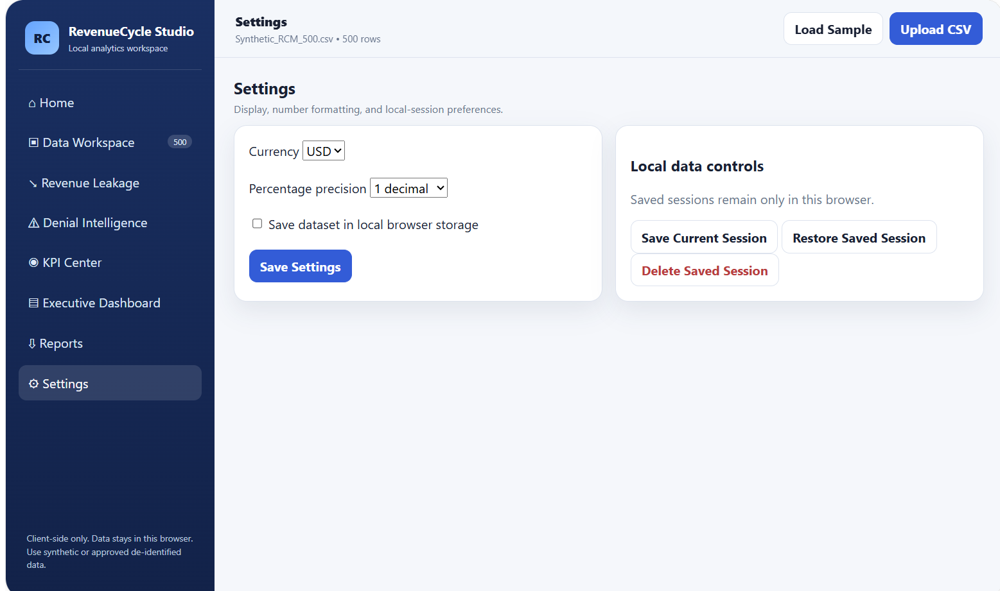 RC
RevenueCycle Studio
Local analytics workspace
Home
Data Workspace 500
Revenue Leakage
Denial Intelligence
KPI Center
Executive Dashboard
Reports
Settings
Client-side only. Data stays in this browser.
Use synthetic or approved de-identified
data.
Settings
Synthetic_RCM_500.csv • 500 rows
Load Sample
Upload CSV
Settings
Display, number formatting, and local-session preferences.
Currency USD
Percentage precision 1 decimal
Save dataset in local browser storage
Save Settings
Local data controls
Saved sessions remain only in this browser.
Save Current Session
Restore Saved Session
Delete Saved Session